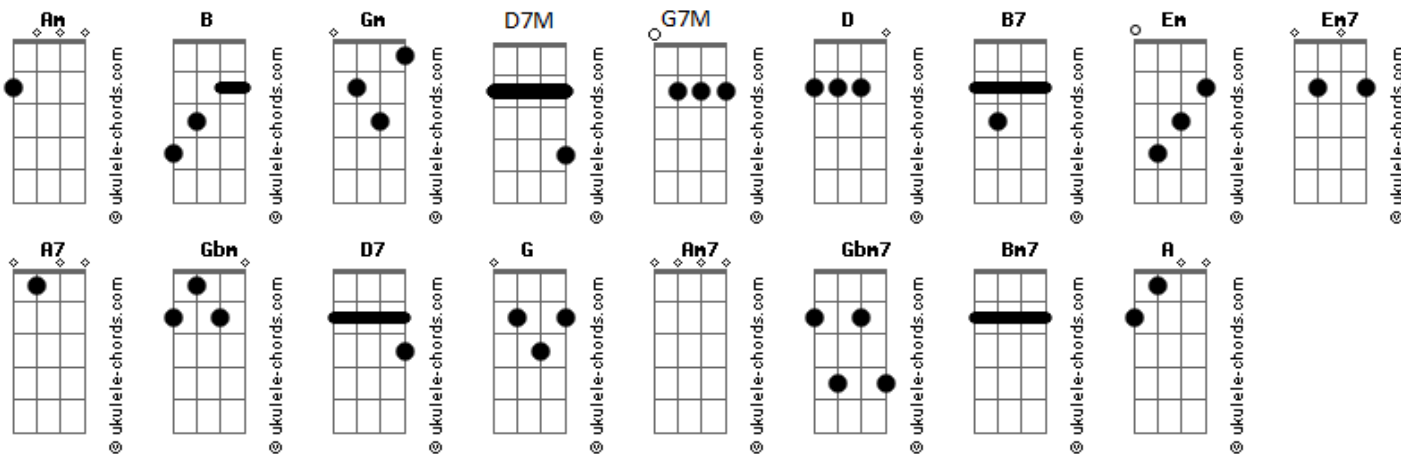 Am B Gm D7M G7M D B7 Em Em7
© ukulele-chords.com © ukulele-chords.com © ukulele-chords.com © ukulele-chords.com © ukulele-chords.com © ukulele-chords.com © ukulele-chords.com © ukulele-chords.com © ukulele-chords.com
A7 Gbm D7 G Am7 Gbm7 Bm7 A
© ukulele-chords.com © ukulele-chords.com © ukulele-chords.com © ukulele-chords.com © ukulele-chords.com © ukulele-chords.com © ukulele-chords.com © ukulele-chords.com